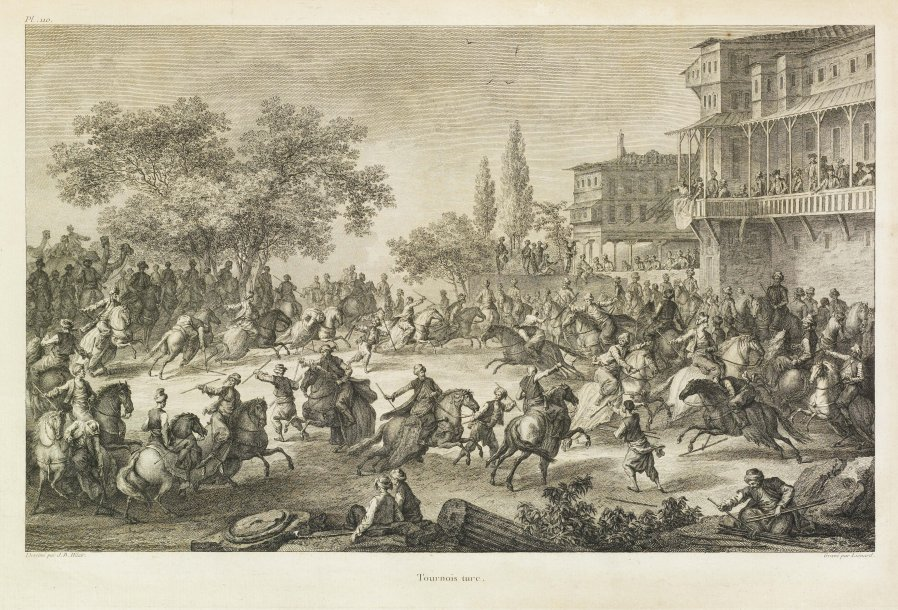 Pl. 110.
Dessiné par J. B. Hilair.
Gravé par Liénard.
Tournois turc.